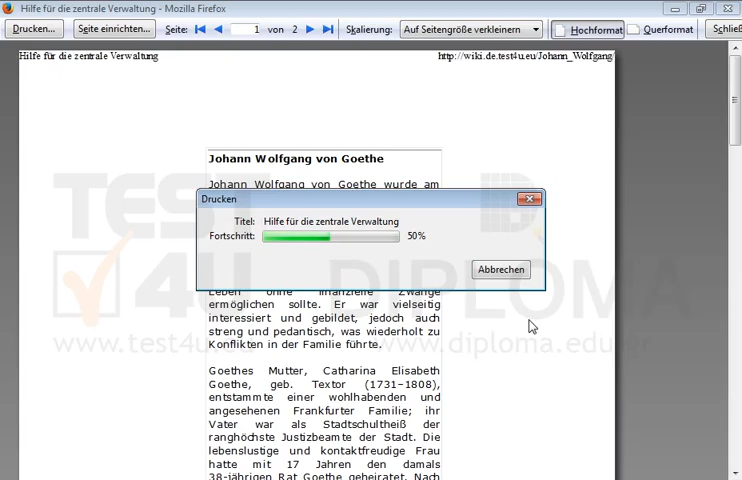 Hilfe für die zentrale Verwaltung - Mozilla Firefox
Drucken... Seite einrichten... Seite: 1 von 2 Skalierung: Auf Seitengröße verkleinern Hochformat Querformat Schließ
Hilfe für die zentrale Verwaltung http://wiki.de.test4u.eu/Johann_Wolfgang/
Johann Wolfgang von Goethe
Johann Wolfgang von Goethe wurde am
Drucken
Titel: Hilfe für die zentrale Verwaltung
Fortschritt: 50%
Abbrechen
Leben ohne finanzielle Zwänge
ermöglichen sollte. Er war vielseitig
interessiert und gebildet, jedoch auch
streng und pedantisch, was wiederholt zu
Konflikten in der Familie führte.
Goethes Mutter, Catharina Elisabeth
Goethe, geb. Textor (1731–1808),
entstammte einer wohlhabenden und
angesehenen Frankfurter Familie; ihr
Vater war als Stadtschultheiß der
ranghöchste Justizbeamte der Stadt. Die
lebenslustige und kontaktfreudige Frau
hatte mit 17 Jahren den damals
38-jährigen Rat Goethe geheiratet. Nach
TEST
4U DIPLOMA
www.test4u.eu www.diploma.edu.gr